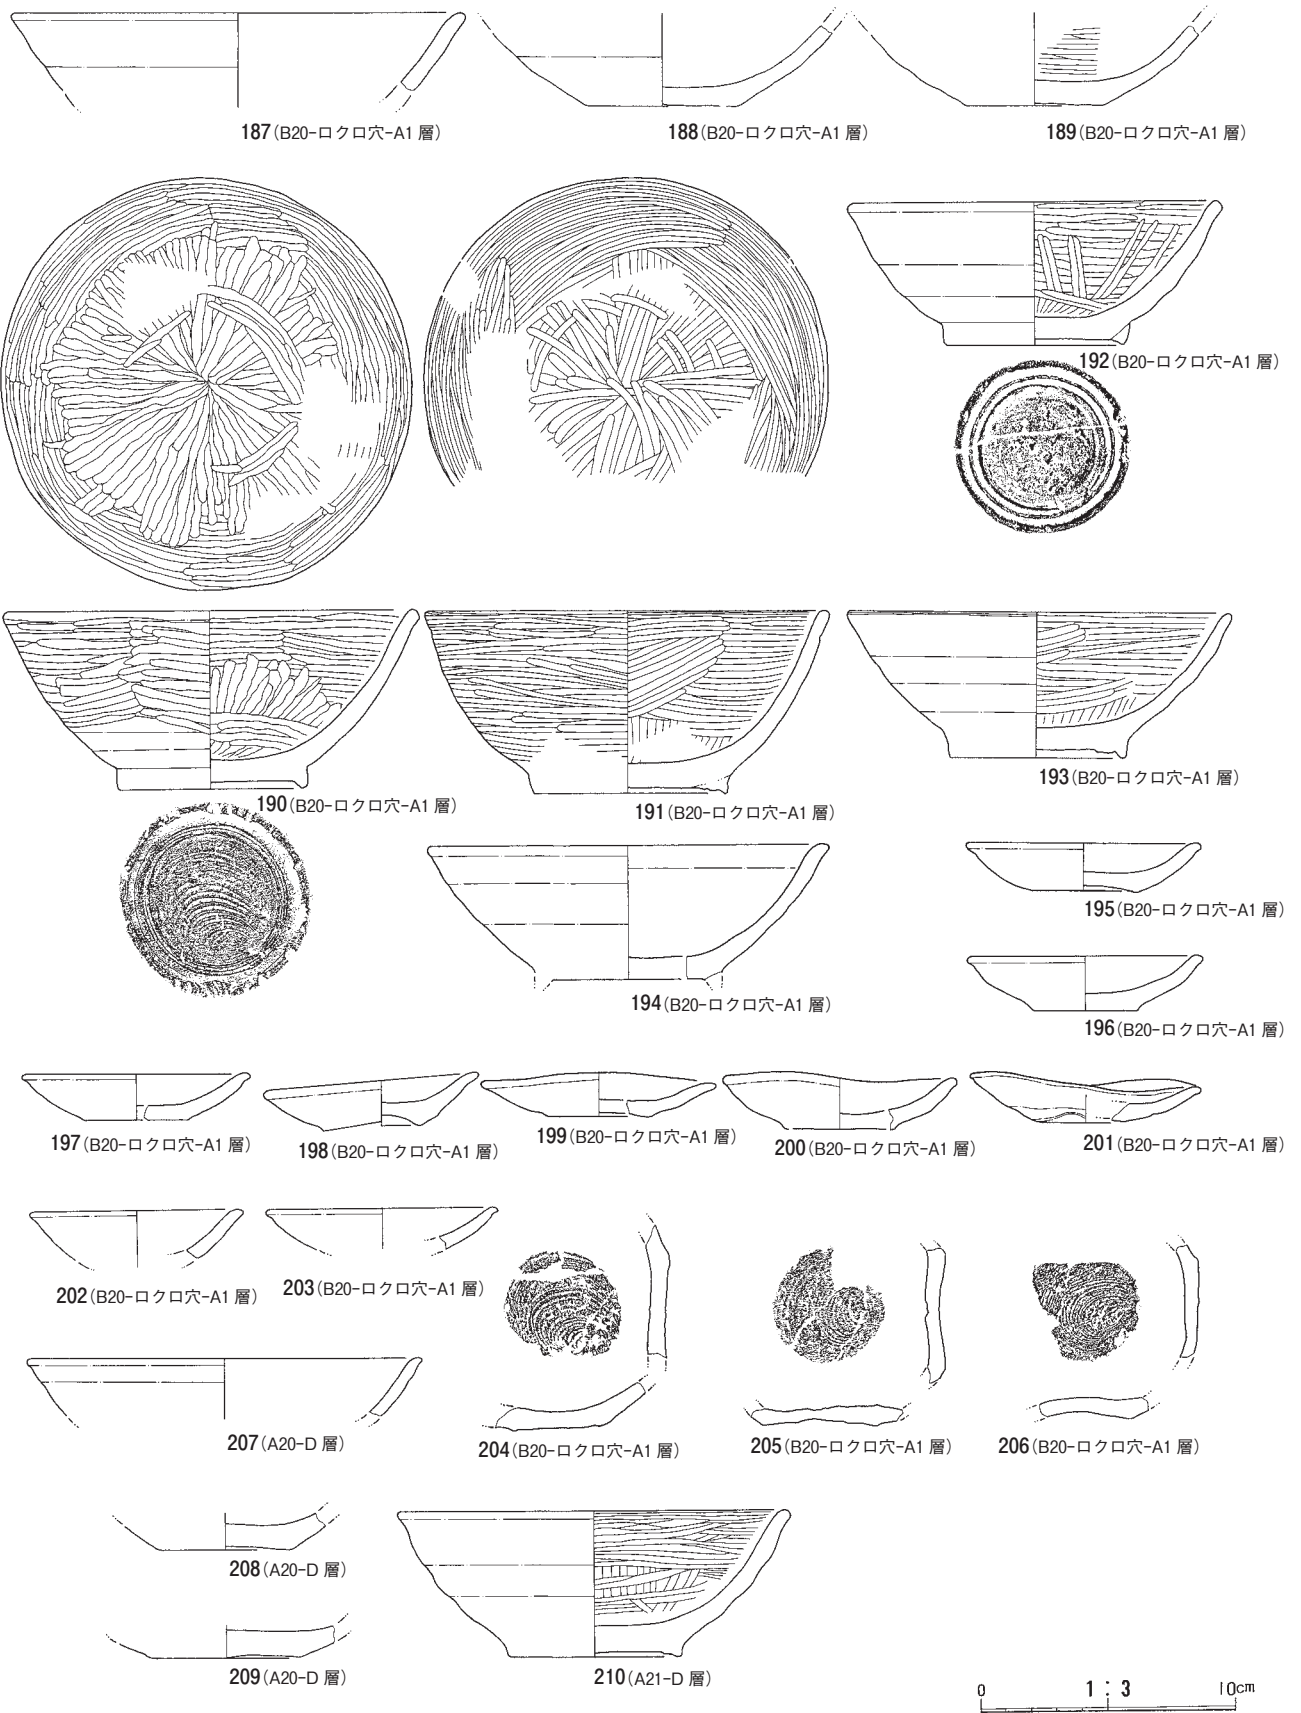 187(B20-ロクロ穴-A1 層)
188(B20-ロクロ穴-A1 層)
189(B20-ロクロ穴-A1 層)
192(B20-ロクロ穴-A1 層)
190(B20-ロクロ穴-A1 層)
191(B20-ロクロ穴-A1 層)
193(B20-ロクロ穴-A1 層)
194(B20-ロクロ穴-A1 層)
195(B20-ロクロ穴-A1 層)
196(B20-ロクロ穴-A1 層)
197(B20-ロクロ穴-A1 層)
198(B20-ロクロ穴-A1 層)
199(B20-ロクロ穴-A1 層)
200(B20-ロクロ穴-A1 層)
201(B20-ロクロ穴-A1 層)
202(B20-ロクロ穴-A1 層)
203(B20-ロクロ穴-A1 層)
204(B20-ロクロ穴-A1 層)
205(B20-ロクロ穴-A1 層)
206(B20-ロクロ穴-A1 層)
207(A20-D 層)
208(A20-D 層)
209(A20-D 層)
210(A21-D 層)
0 1:3 10cm